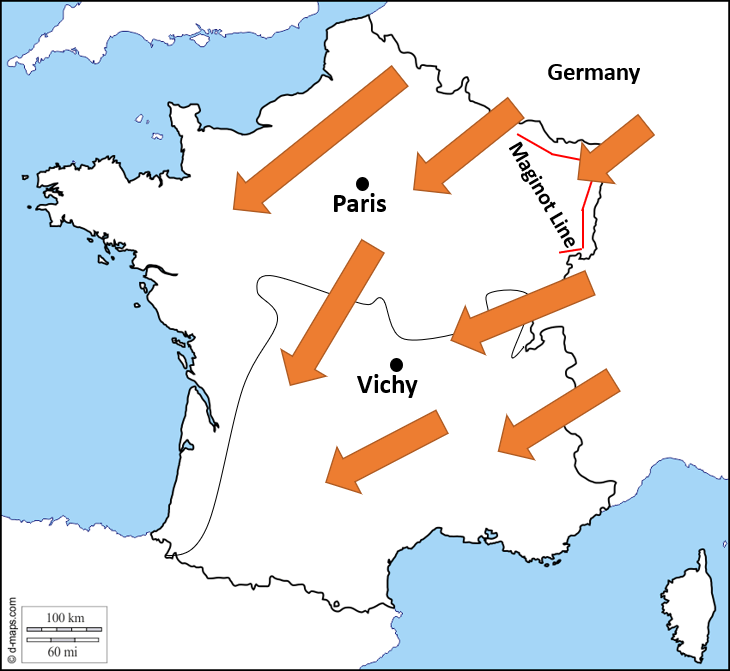 Germany
Maginot Line
Paris
Vichy
100 km
60 mi
© d-maps.com